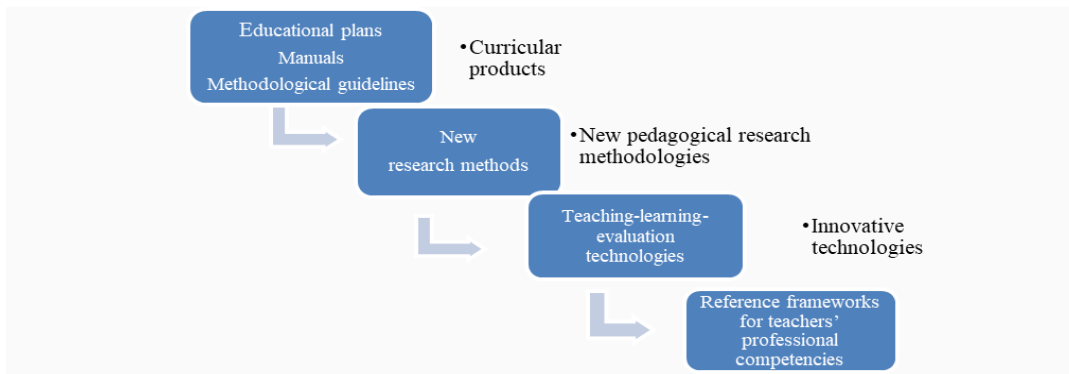 Educational plans
Manuals
Methodological guidelines
•Curricular
products
New
research methods
•New pedagogical research
methodologies
Teaching-learning-
evaluation
technologies
•Innovative
technologies
Reference frameworks
for teachers’
professional
competencies